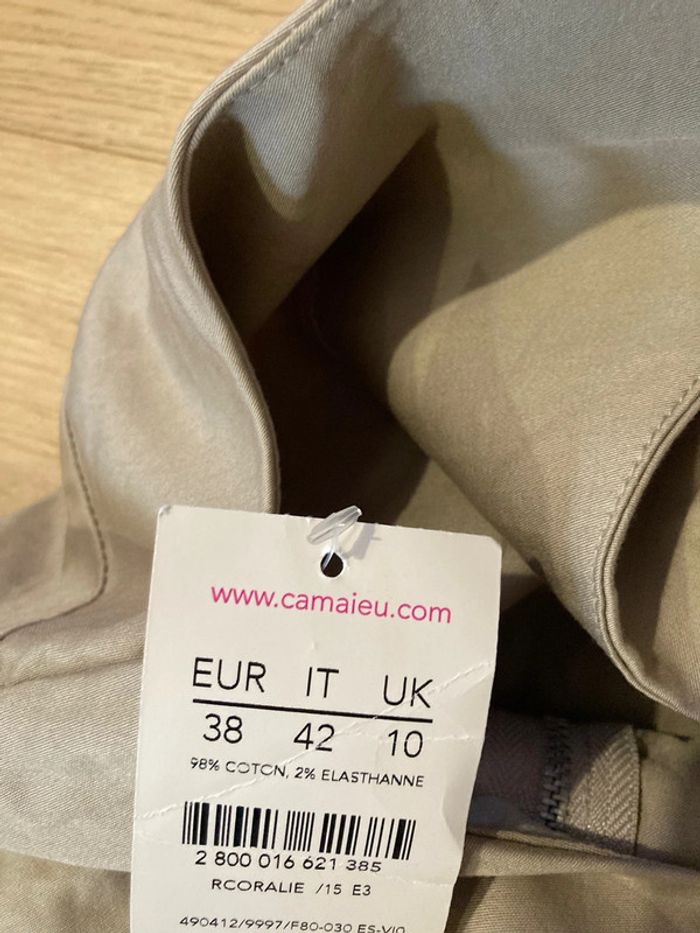 www.camaieu.com
EUR IT UK
38 42 10
98% COTON, 2% ELASTHANNE
2 800 016 621 385
RCORALIE /15 E3
490412/9997/F80-030 ES-VI0